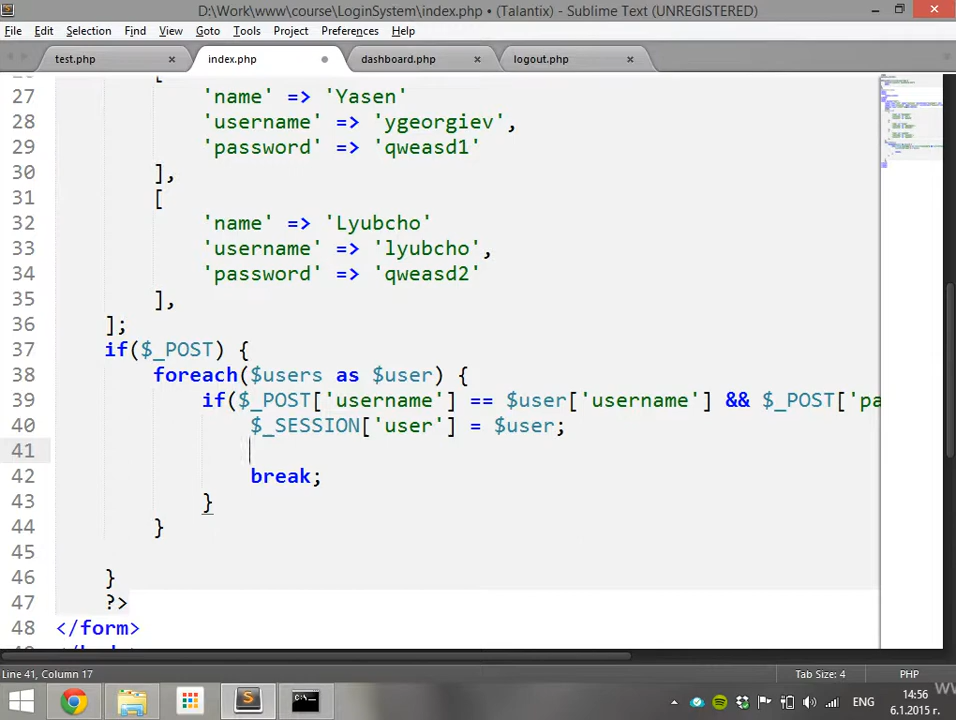 D:\Work\www\course\LoginSystem\index.php • (Talantix) - Sublime Text (UNREGISTERED)
File Edit Selection Find View Goto Tools Project Preferences Help
test.php index.php dashboard.php logout.php
27 'name' => 'Yasen'
28 'username' => 'ygeorgiev',
29 'password' => 'qweasd1'
30 ],
31 [
32 'name' => 'Lyubcho'
33 'username' => 'lyubcho',
34 'password' => 'qweasd2'
35 ],
36 ];
37 if($_POST) {
38 foreach($users as $user) {
39 if($_POST['username'] == $user['username'] && $_POST['pa
40 $_SESSION['user'] = $user;
41
42 break;
43 }
44 }
45
46 }
47 ?>
48 </form>
Line 41, Column 17 Tab Size: 4 PHP
ENG 14:56
6.1.2015 г.